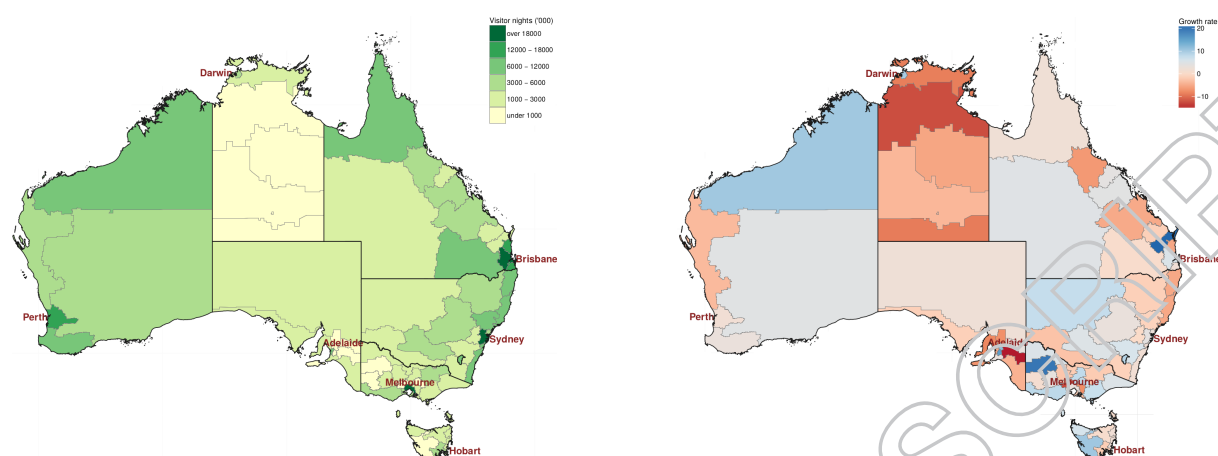 Visitor nights ('000)
over 18000
12000 − 18000
6000 − 12000
3000 − 6000
1000 − 3000
under 1000
Darwin
Brisbane
Perth
Sydney
Adelaide
Melbourne
Hobart
Growth rate
20
10
0
−10
Darwin
Brisbane
Perth
Sydney
Adelaide
Melbourne
Hobart
SCRIP